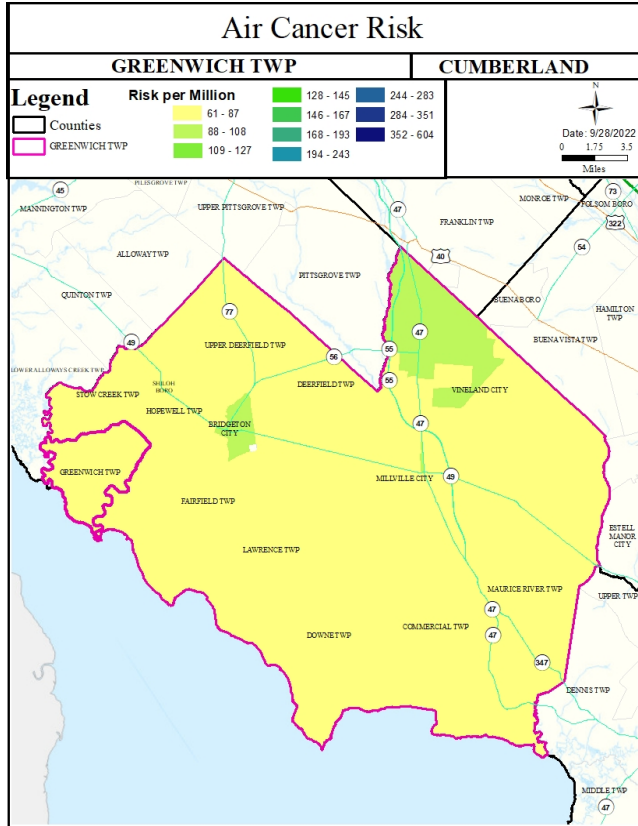 Air Cancer Risk
GREENWICH TWP
CUMBERLAND
Legend
Counties
GREENWICH TWP
Risk per Million
61 - 87
88 - 108
109 - 127
128 - 145
146 - 167
168 - 193
194 - 243
244 - 283
284 - 351
352 - 604
N
Date: 9/28/2022
0 1.75 3.5
Miles
PILESGROVE TWP
45
MANNINGTON TWP
UPPER PITTSGROVE TWP
47
MONROE TWP
73
FOLSOM BORO
322
FRANKLIN TWP
54
40
ALLOWAY TWP
PITTSGROVE TWP
QUINTON TWP
BUENA BORO
HAMILTON
TWP
77
49
47
BUENA VISTA TWP
UPPER DEERFIELD TWP
56
55
LOWER ALLOWAYS CREEK TWP
SHILOH
BORO
DEERFIELD TWP
55
VINELAND CITY
STOW CREEK TWP
HOPEWELL TWP
BRIDGETON
CITY
47
GREENWICH TWP
MILLVILLE CITY
49
FAIRFIELD TWP
ESTELL
MANOR
CITY
LAWRENCE TWP
MAURICE RIVER TWP
UPPER TWP
47
COMMERCIAL TWP
DOWNE TWP
47
347
DENNIS TWP
MIDDLE TWP
47